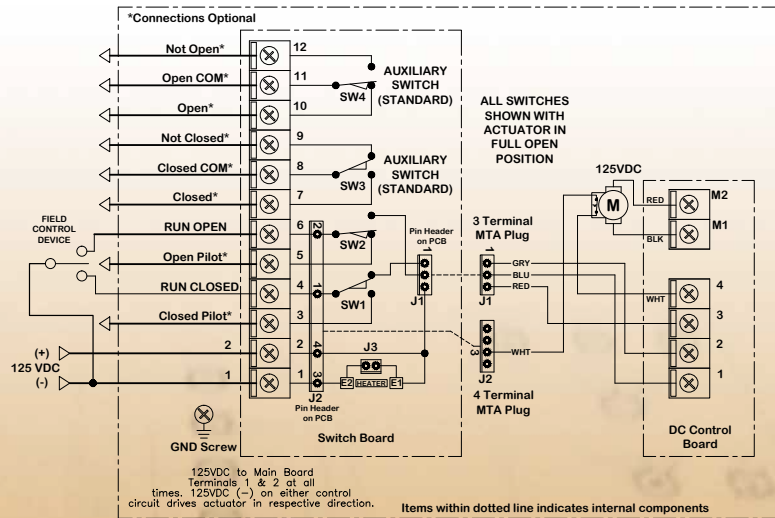 *Connections Optional
Not Open*
12
Open COM*
11
SW4
AUXILIARY
SWITCH
(STANDARD)
Open*
10
Not Closed*
9
Closed COM*
8
SW3
AUXILIARY
SWITCH
(STANDARD)
Closed*
7
ALL SWITCHES
SHOWN WITH
ACTUATOR IN
FULL OPEN
POSITION
125VDC
M
RED
M2
BLK
M1
FIELD
CONTROL
DEVICE
RUN OPEN
6
2
SW2
Open Pilot*
5
RUN CLOSED
4
1
SW1
Closed Pilot*
3
Pin Header
on PCB
1
J1
3 Terminal
MTA Plug
1
GRY
BLU
RED
J1
WHT
4
3
2
1
(+)
125 VDC
(-)
2
2
4
1
1
3
J3
E2
HEATER
E1
J2
Pin Header
on PCB
3
WHT
J2
4 Terminal
MTA Plug
GND Screw
Switch Board
DC Control
Board
125VDC to Main Board
Terminals 1 & 2 at all
times. 125VDC (-) on either control
circuit drives actuator in respective direction.
Items within dotted line indicates internal components